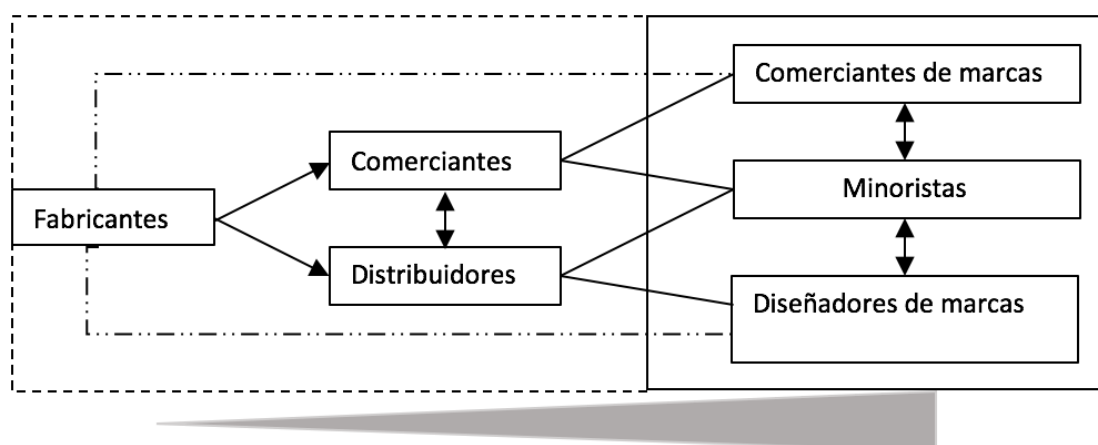 Comerciantes de marcas
Comerciantes
Minoristas
Fabricantes
Distribuidores
Diseñadores de marcas